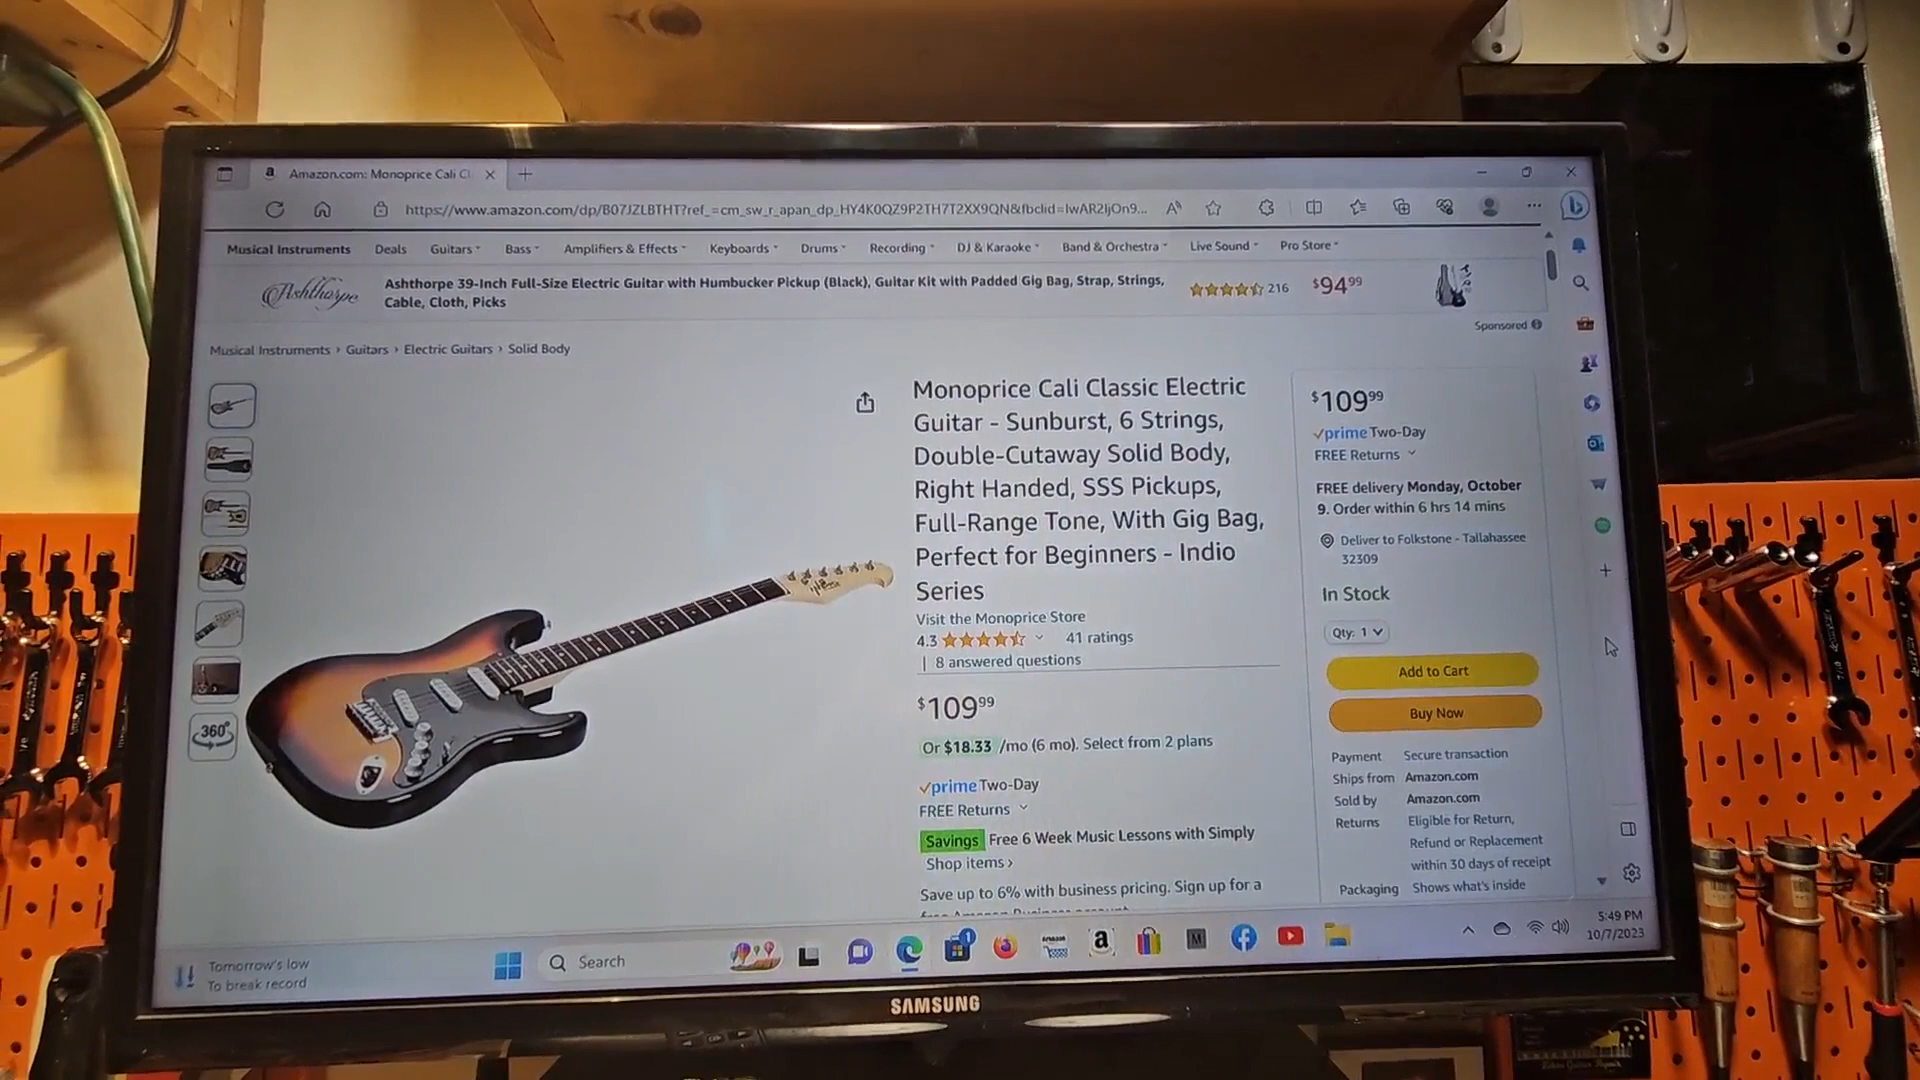 Amazon.com: Monoprice Cali Cl
https://www.amazon.com/dp/B07JZLBTHT?ref_=cm_sw_r_apan_dp_HY4K0QZ9P2TH7T2XX9QN&fbclid=IwAR2IjOn9...
Musical Instruments Deals Guitars Bass Amplifiers & Effects Keyboards Drums Recording DJ & Karaoke Band & Orchestra Live Sound Pro Store
Ashthorpe
Ashthorpe 39-Inch Full-Size Electric Guitar with Humbucker Pickup (Black), Guitar Kit with Padded Gig Bag, Strap, Strings,
Cable, Cloth, Picks
216 $94⁹⁹
Sponsored
Musical Instruments › Guitars › Electric Guitars › Solid Body
360°
Monoprice Cali Classic Electric
Guitar - Sunburst, 6 Strings,
Double-Cutaway Solid Body,
Right Handed, SSS Pickups,
Full-Range Tone, With Gig Bag,
Perfect for Beginners - Indio
Series
Visit the Monoprice Store
4.3 41 ratings
| 8 answered questions
$109⁹⁹
Or $18.33 /mo (6 mo). Select from 2 plans
prime Two-Day
FREE Returns
Savings Free 6 Week Music Lessons with Simply
Shop items ›
Save up to 6% with business pricing. Sign up for a
$109⁹⁹
prime Two-Day
FREE Returns
FREE delivery Monday, October
9. Order within 6 hrs 14 mins
Deliver to Folkstone - Tallahassee
32309
In Stock
Qty: 1
Add to Cart
Buy Now
Payment Secure transaction
Ships from Amazon.com
Sold by Amazon.com
Returns Eligible for Return,
Refund or Replacement
within 30 days of receipt
Packaging Shows what's inside
Tomorrow's low
To break record
Search
5:49 PM
10/7/2023
SAMSUNG